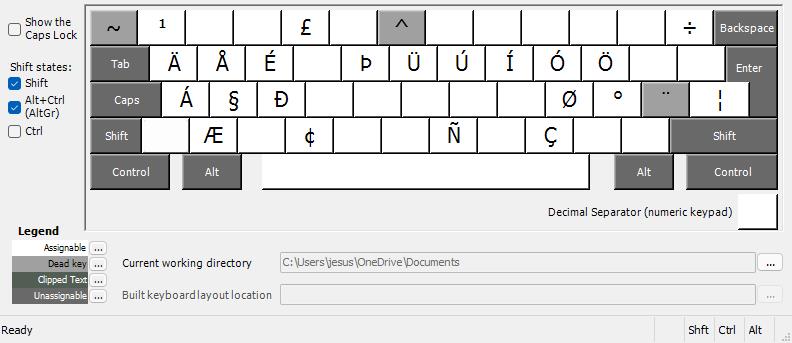 Show the
Caps Lock
Shift states:
Shift
Alt+Ctrl
(AltGr)
Ctrl
~ ¹ £ ^ ÷ Backspace
Tab Ä Å É Þ Ü Ú Í Ó Ö Enter
Caps Á § Ð Ø ° ¨ ¦
Shift Æ ¢ Ñ Ç Shift
Control Alt Alt Control
Decimal Separator (numeric keypad)
Legend
Assignable ...
Dead key ...
Clipped Text ...
Unassignable ...
Current working directory C:\Users\jesus\OneDrive\Documents ...
Built keyboard layout location ...
Ready Shft Ctrl Alt